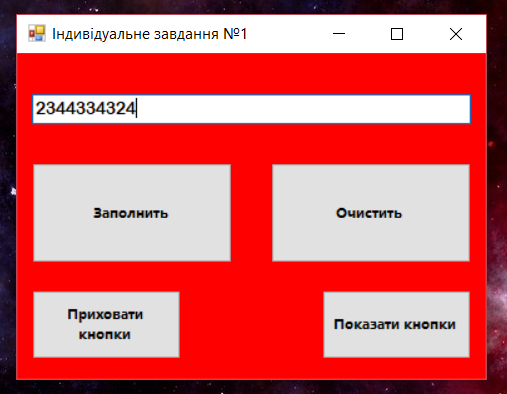 Індивідуальне завдання №1
2344334324
Заполнить
Очистить
Приховати
кнопки
Показати кнопки